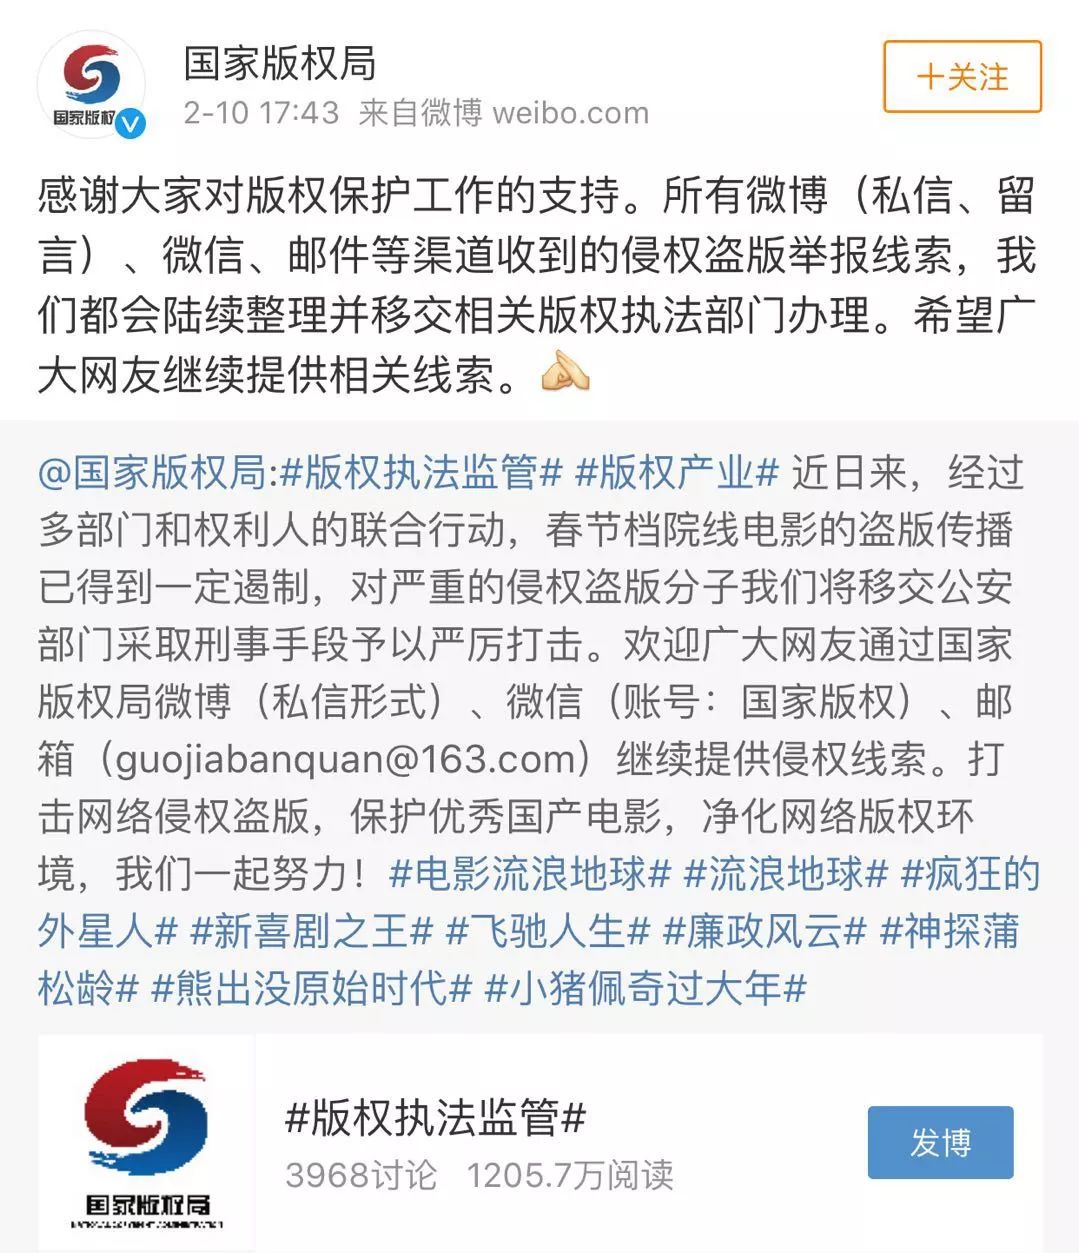 国家版权
国家版权局
2-10 17:43 来自微博 weibo.com
+关注
感谢大家对版权保护工作的支持。所有微博（私信、留
言）、微信、邮件等渠道收到的侵权盗版举报线索，我
们都会陆续整理并移交相关版权执法部门办理。希望广
大网友继续提供相关线索。
@国家版权局:#版权执法监管# #版权产业# 近日来，经过
多部门和权利人的联合行动，春节档院线电影的盗版传播
已得到一定遏制，对严重的侵权盗版分子我们将移交公安
部门采取刑事手段予以严厉打击。欢迎广大网友通过国家
版权局微博（私信形式）、微信（账号：国家版权）、邮
箱（guojiabanquan@163.com）继续提供侵权线索。打
击网络侵权盗版，保护优秀国产电影，净化网络版权环
境，我们一起努力！#电影流浪地球# #流浪地球# #疯狂的
外星人# #新喜剧之王# #飞驰人生# #廉政风云# #神探蒲
松龄# #熊出没原始时代# #小猪佩奇过大年#
国家版权局
#版权执法监管#
3968讨论 1205.7万阅读
发博